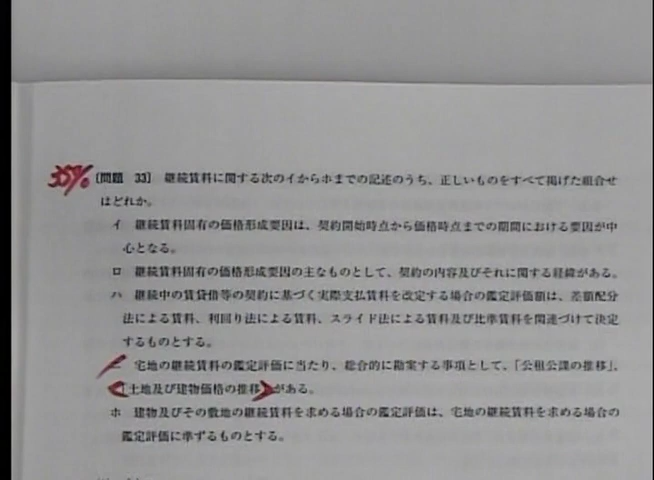 35%
〔問題 33〕 継続賃料に関する次のイからホまでの記述のうち、正しいものをすべて掲げた組合せ
はどれか。
イ 継続賃料固有の価格形成要因は、契約開始時点から価格時点までの期間における要因が中
心となる。
ロ 継続賃料固有の価格形成要因の主なものとして、契約の内容及びそれに関する経緯がある。
ハ 継続中の賃貸借等の契約に基づく実際支払賃料を改定する場合の鑑定評価額は、差額配分
法による賃料、利回り法による賃料、スライド法による賃料及び比準賃料を関連づけて決定
するものとする。
ニ 宅地の継続賃料の鑑定評価に当たり、総合的に勘案する事項として、「公租公課の推移」、
「土地及び建物価格の推移」がある。
ホ 建物及びその敷地の継続賃料を求める場合の鑑定評価は、宅地の継続賃料を求める場合の
鑑定評価に準ずるものとする。